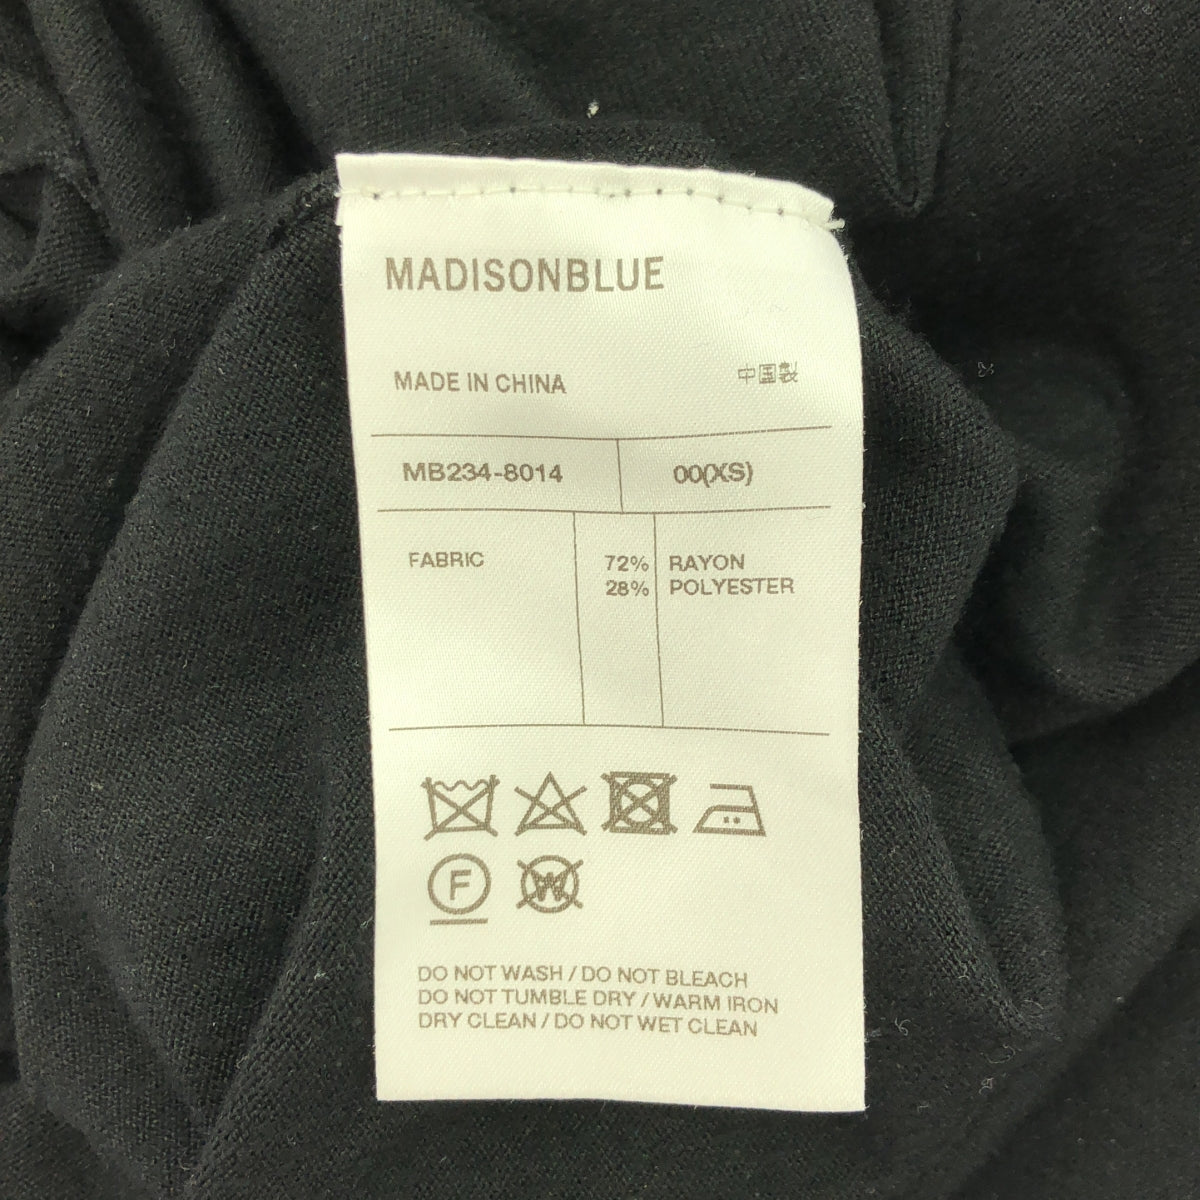 MADISONBLUE
MADE IN CHINA 中国製
MB234-8014 00(XS)
FABRIC 72% RAYON
28% POLYESTER
F W
DO NOT WASH / DO NOT BLEACH
DO NOT TUMBLE DRY / WARM IRON
DRY CLEAN / DO NOT WET CLEAN